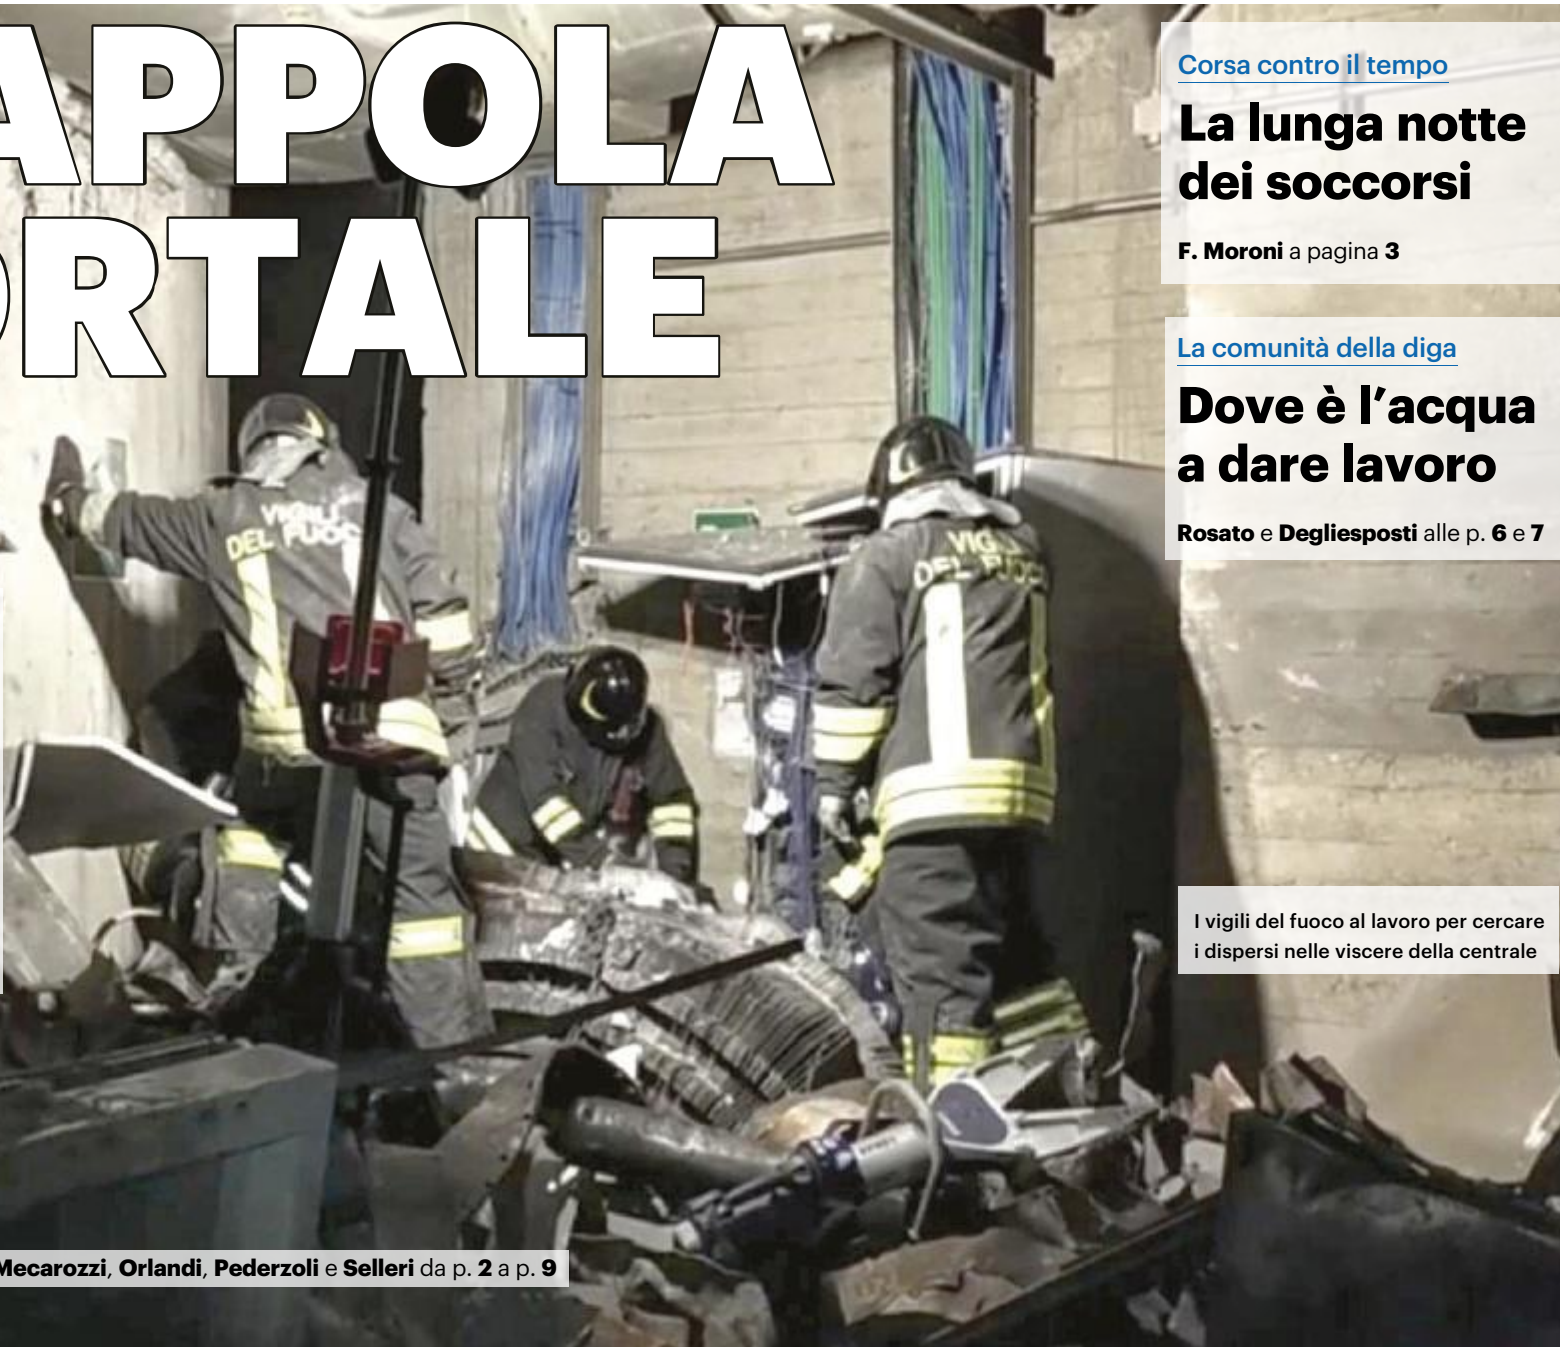 APPOLA
ORTALE
Corsa contro il tempo
La lunga notte
dei soccorsi
F. Moroni a pagina 3
La comunità della diga
Dove è l'acqua
a dare lavoro
Rosato e Degliesposti alle p. 6 e 7
VIGILI
DEL FUOCO
VIGILI
DEL FUOCO
I vigili del fuoco al lavoro per cercare
i dispersi nelle viscere della centrale
Mecarozzi, Orlandi, Pederzoli e Selleri da p. 2 a p. 9